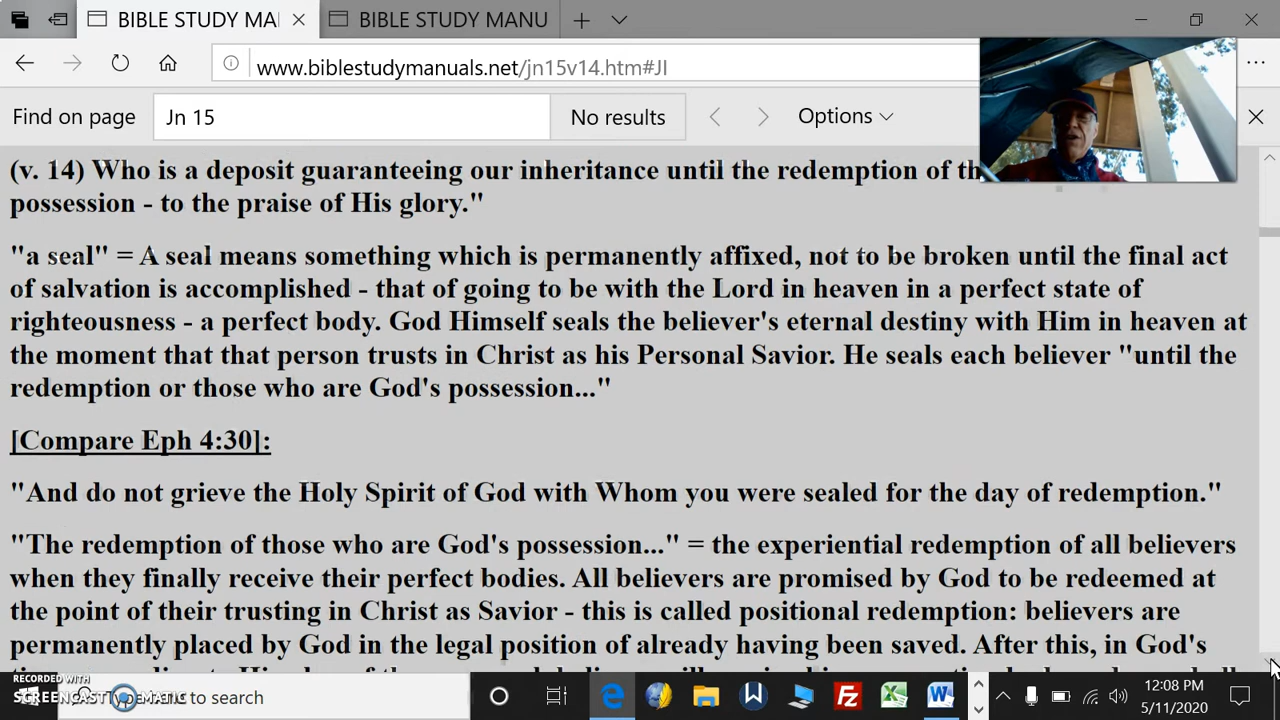 BIBLE STUDY MA
BIBLE STUDY MANU
www.biblestudymanuals.net/jn15v14.htm#JI
Find on page
Jn 15
No results
Options
(v. 14) Who is a deposit guaranteeing our inheritance until the redemption of th
possession - to the praise of His glory."
"a seal" = A seal means something which is permanently affixed, not to be broken until the final act
of salvation is accomplished - that of going to be with the Lord in heaven in a perfect state of
righteousness - a perfect body. God Himself seals the believer's eternal destiny with Him in heaven at
the moment that that person trusts in Christ as his Personal Savior. He seals each believer "until the
redemption or those who are God's possession..."
[Compare Eph 4:30]:
"And do not grieve the Holy Spirit of God with Whom you were sealed for the day of redemption."
"The redemption of those who are God's possession..." = the experiential redemption of all believers
when they finally receive their perfect bodies. All believers are promised by God to be redeemed at
the point of their trusting in Christ as Savior - this is called positional redemption: believers are
permanently placed by God in the legal position of already having been saved. After this, in God's
RECORDED WITH
SCREENCAST MATIC
Type here to search
12:08 PM
5/11/2020